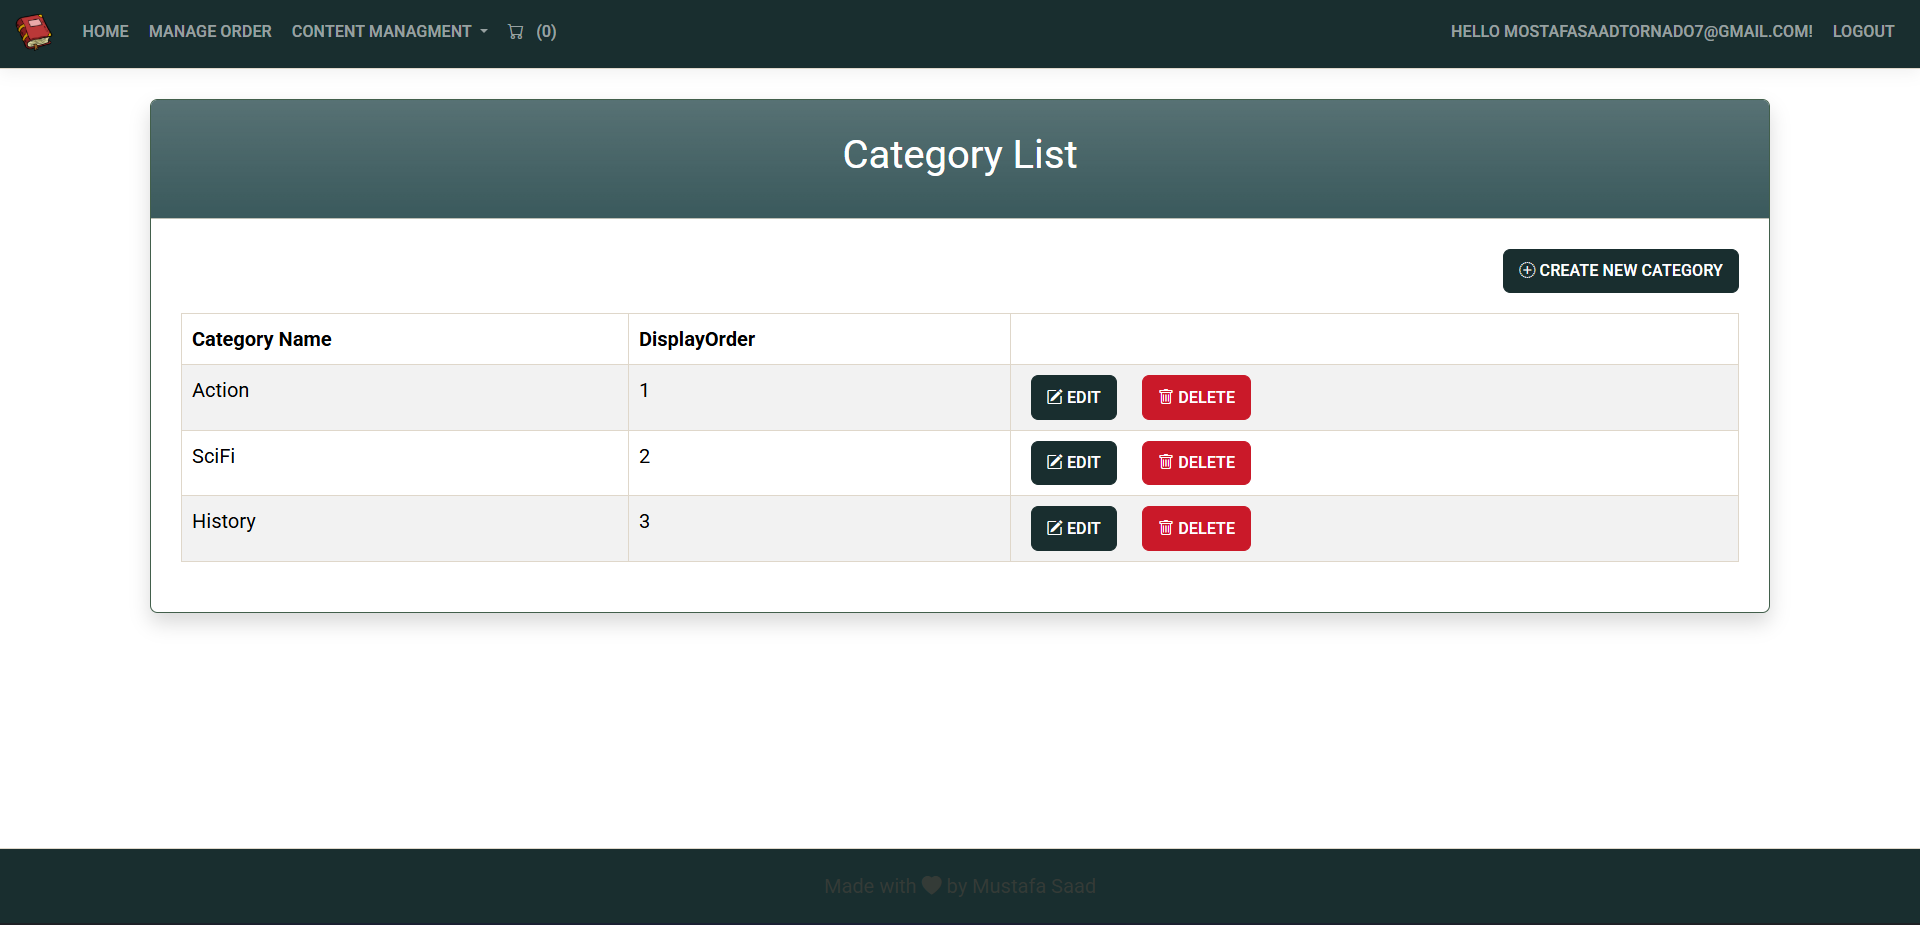 HOME MANAGE ORDER CONTENT MANAGMENT (0) HELLO MOSTAFASAADTORNADO7@GMAIL.COM! LOGOUT
Category List
CREATE NEW CATEGORY
Category Name DisplayOrder
Action 1 EDIT DELETE
SciFi 2 EDIT DELETE
History 3 EDIT DELETE
Made with by Mustafa Saad